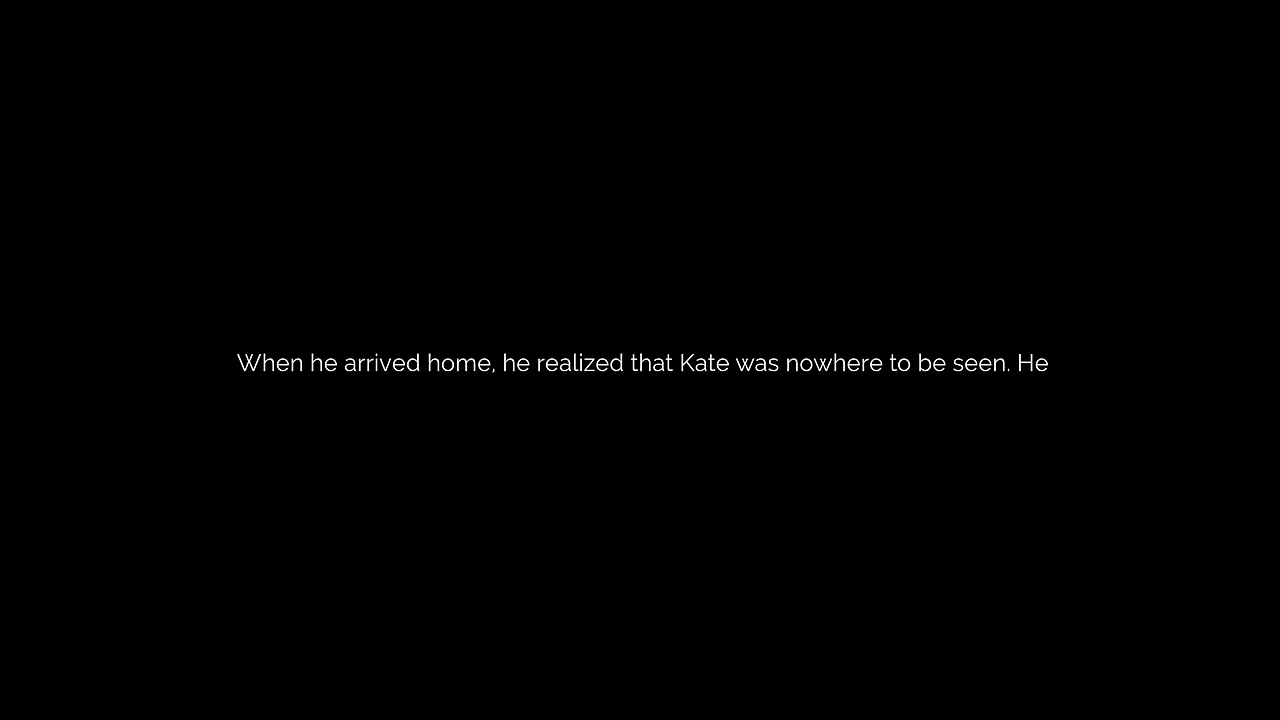 When he arrived home, he realized that Kate was nowhere to be seen. He